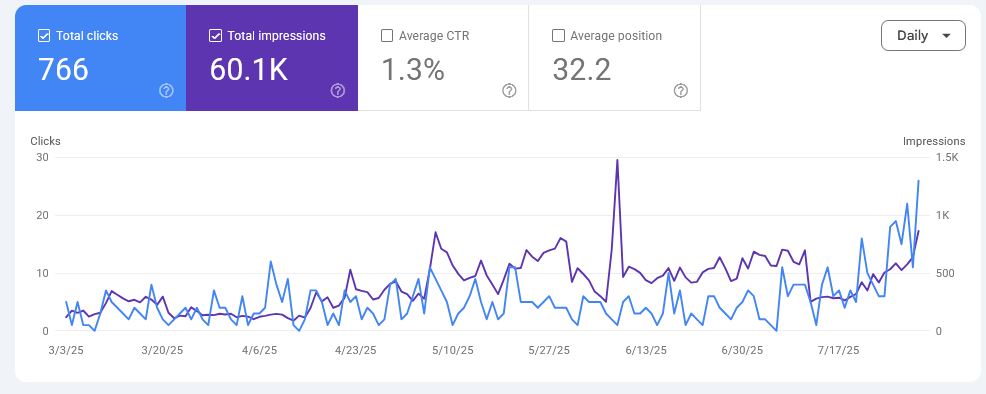 Total clicks
766
Total impressions
60.1K
Average CTR
1.3%
Average position
32.2
Daily
Clicks
Impressions
30
1.5K
20
1K
10
500
0
0
3/3/25
3/20/25
4/6/25
4/23/25
5/10/25
5/27/25
6/13/25
6/30/25
7/17/25